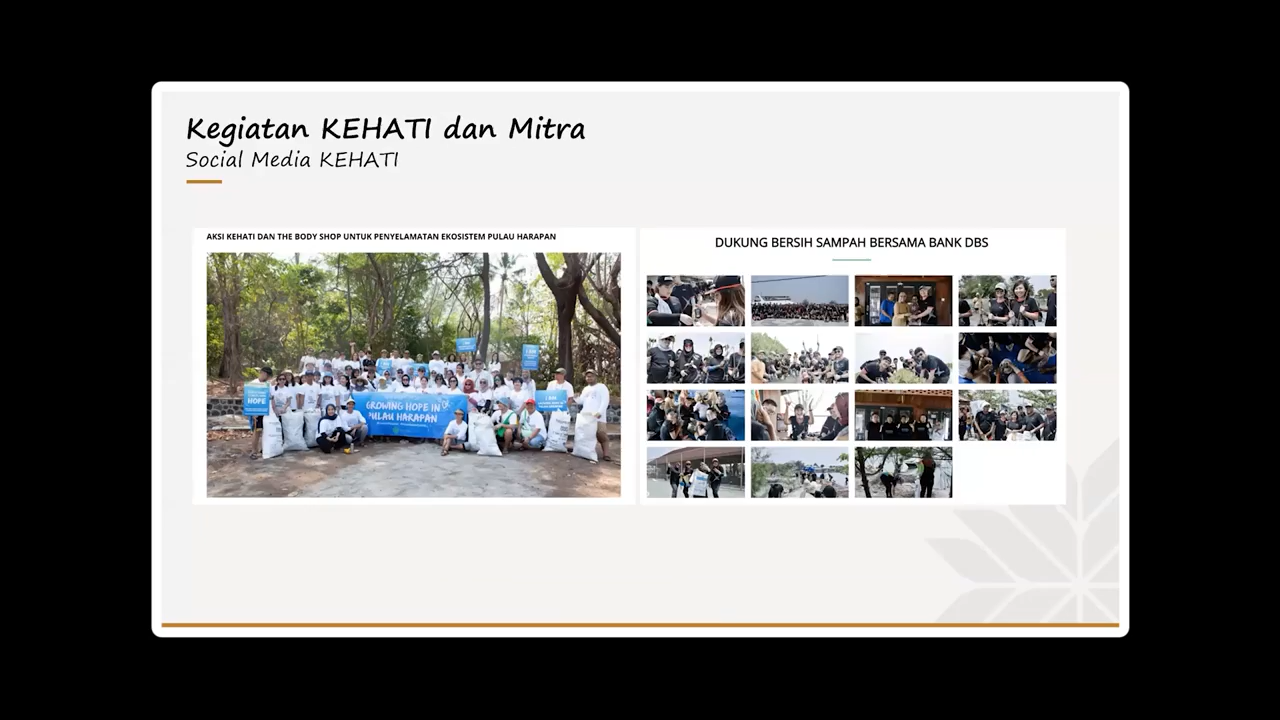 Kegiatan KEHATI dan Mitra
Social Media KEHATI
AKSI KEHATI DAN THE BODY SHOP UNTUK PENYELAMATAN EKOSISTEM PULAU HARAPAN
DUKUNG BERSIH SAMPAH BERSAMA BANK DBS
HOPE
GROWING HOPE IN
PULAU HARAPAN